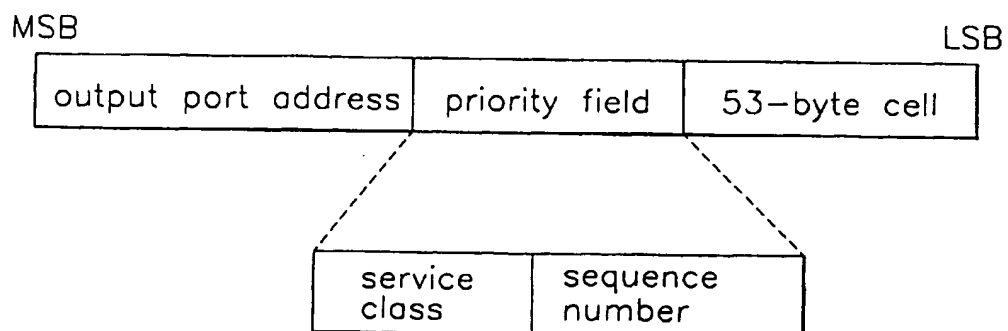 MSB
LSB
output port address
priority field
53-byte cell
service
class
sequence
number